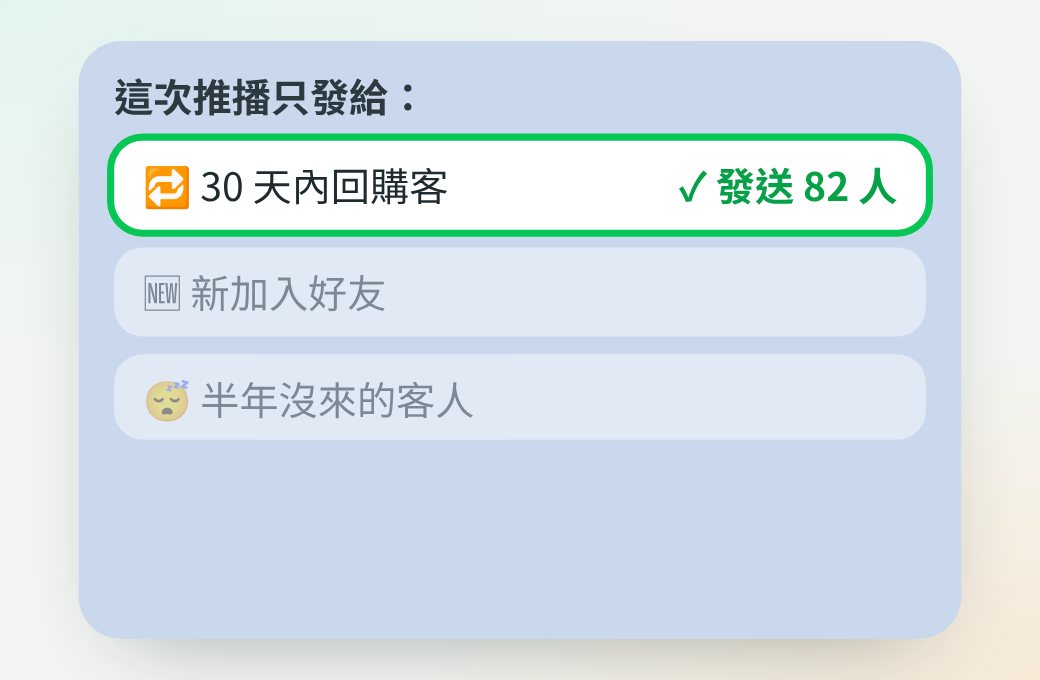 這次推播只發給：
🔁 30 天內回購客 ✓ 發送 82 人
🆕 新加入好友
😴 半年沒來的客人